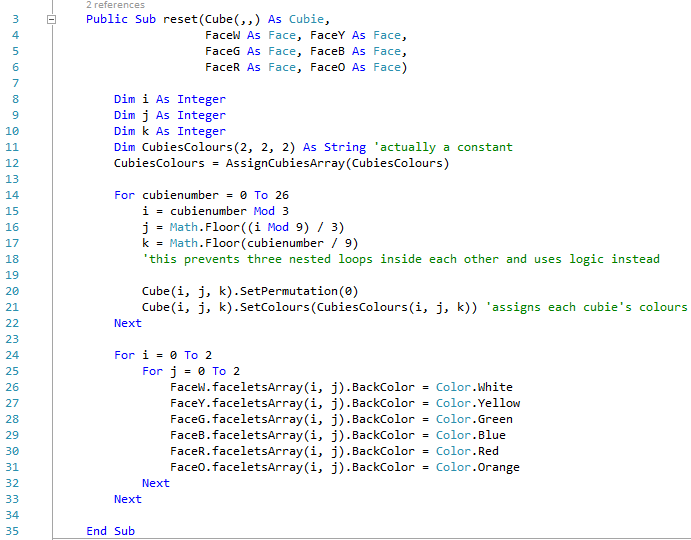 2 references
3 Public Sub reset(Cube(,,) As Cubie,
4 FaceW As Face, FaceY As Face,
5 FaceG As Face, FaceB As Face,
6 FaceR As Face, FaceO As Face)
7
8 Dim i As Integer
9 Dim j As Integer
10 Dim k As Integer
11 Dim CubiesColours(2, 2, 2) As String 'actually a constant
12 CubiesColours = AssignCubiesArray(CubiesColours)
13
14 For cubienumber = 0 To 26
15 i = cubienumber Mod 3
16 j = Math.Floor((i Mod 9) / 3)
17 k = Math.Floor(cubienumber / 9)
18 'this prevents three nested loops inside each other and uses logic instead
19
20 Cube(i, j, k).SetPermutation(0)
21 Cube(i, j, k).SetColours(CubiesColours(i, j, k)) 'assigns each cubie's colours
22 Next
23
24 For i = 0 To 2
25 For j = 0 To 2
26 FaceW.faceletsArray(i, j).BackColor = Color.White
27 FaceY.faceletsArray(i, j).BackColor = Color.Yellow
28 FaceG.faceletsArray(i, j).BackColor = Color.Green
29 FaceB.faceletsArray(i, j).BackColor = Color.Blue
30 FaceR.faceletsArray(i, j).BackColor = Color.Red
31 FaceO.faceletsArray(i, j).BackColor = Color.Orange
32 Next
33 Next
34
35 End Sub